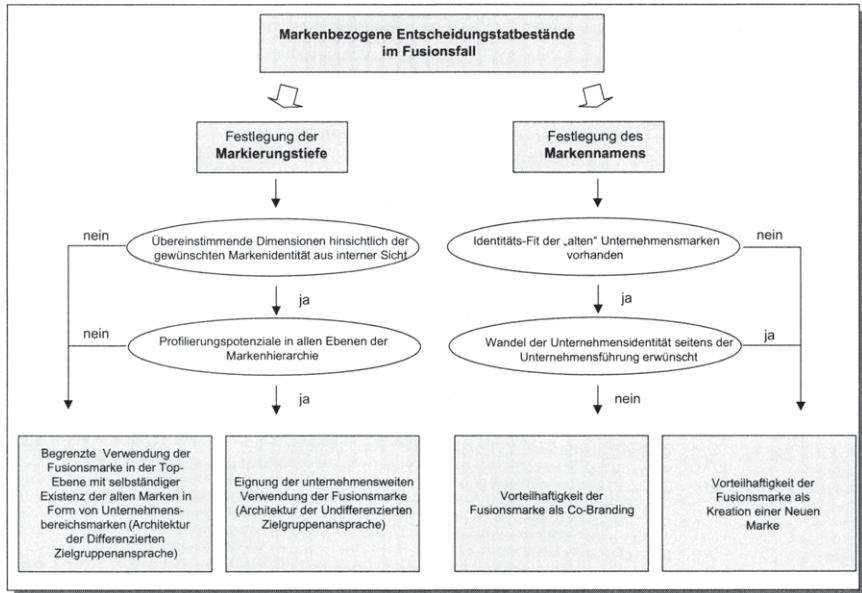 Markenbezogene Entscheidungstatbestände
im Fusionsfall
Festlegung der
Markierungstiefe
Festlegung des
Markennamens
nein
Übereinstimmende Dimensionen hinsichtlich der
gewünschten Markenidentität aus interner Sicht
Identitäts-Fit der „alten“ Unternehmensmarken
vorhanden
nein
ja
ja
nein
Profilierungspotenziale in allen Ebenen der
Markenhierarchie
Wandel der Unternehmensidentität seitens der
Unternehmensführung erwünscht
ja
ja
nein
Begrenzte Verwendung der
Fusionsmarke in der Top-
Ebene mit selbständiger
Existenz der alten Marken in
Form von Unternehmens-
bereichsmarken (Architektur
der Differenzierten
Zielgruppenansprache)
Eignung der unternehmensweiten
Verwendung der Fusionsmarke
(Architektur der Undifferenzierten
Zielgruppenansprache)
Vorteilhaftigkeit der
Fusionsmarke als Co-Branding
Vorteilhaftigkeit der
Fusionsmarke als
Kreation einer Neuen
Marke